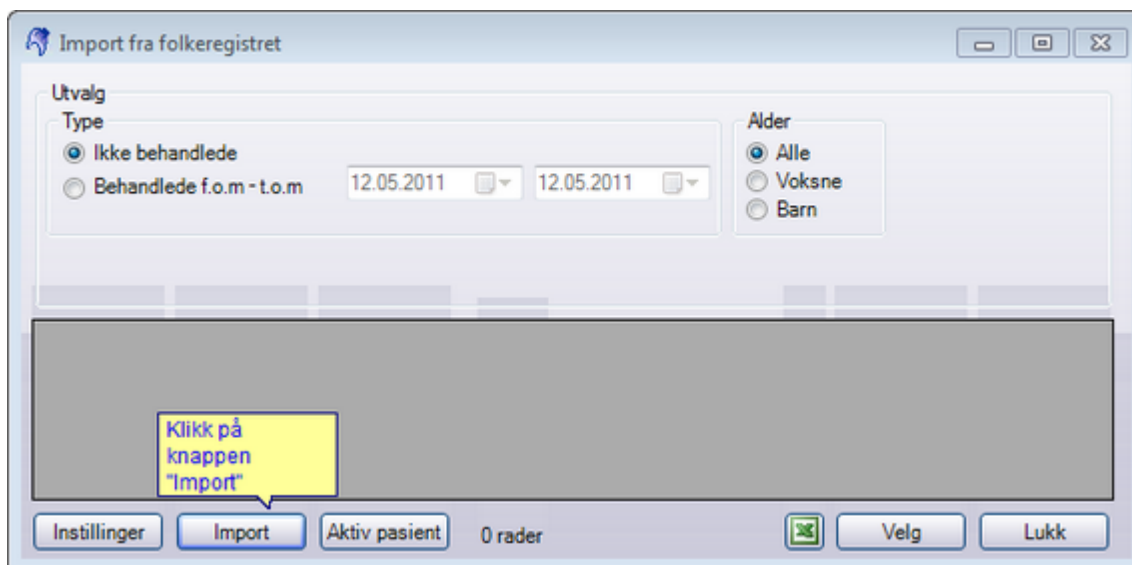 Import fra folkeregistret
Utvalg
Type
Ikke behandlede
Behandlede f.o.m - t.o.m
12.05.2011
12.05.2011
Alder
Alle
Voksne
Barn
Klikk på
knappen
"Import"
Instillinger
Import
Aktiv pasient
0 rader
Velg
Lukk